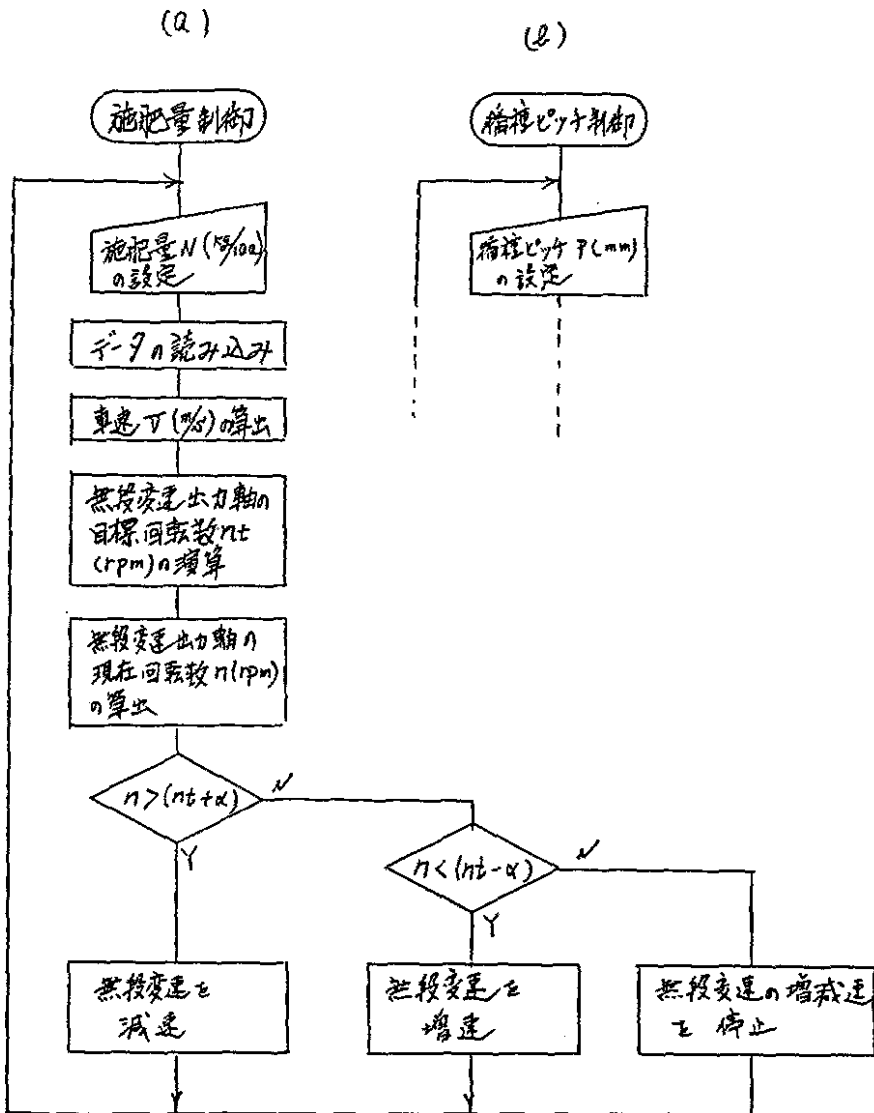 (a)
(b)
施肥量制御
播種ピッチ制御
施肥量N(kg/10a)
の設定
播種ピッチP(mm)
の設定
データの読み込み
車速V(m/s)の算出
無段変速出力軸の
目標回転数nt
(rpm)の演算
無段変速出力軸の
現在回転数n(rpm)
の算出
n>(nt+α)
N
Y
n<(nt-α)
N
Y
無段変速を
減速
無段変速を
増速
無段変速の増減速
を停止